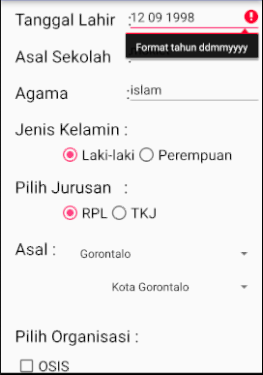 Tanggal Lahir :12 09 1998
Format tahun ddmmyyyy
Asal Sekolah :
Agama :islam
Jenis Kelamin :
Laki-laki Perempuan
Pilih Jurusan :
RPL TKJ
Asal : Gorontalo
Kota Gorontalo
Pilih Organisasi :
OSIS